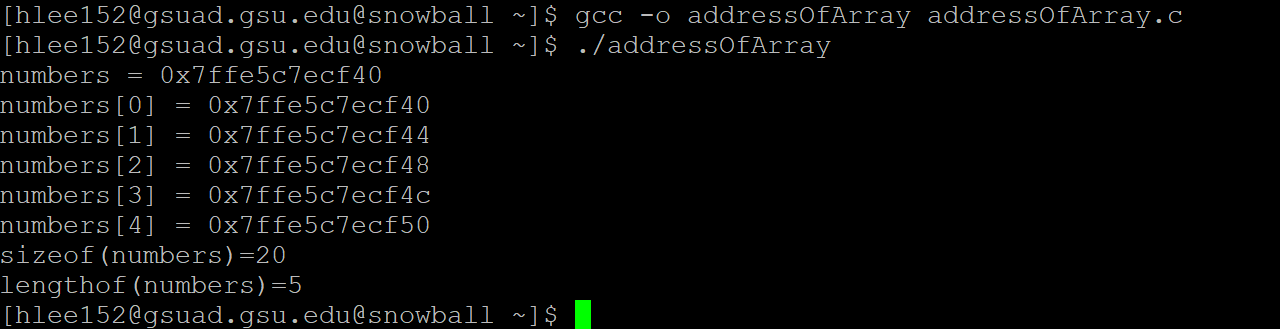 [hlee152@gsuad.gsu.edu@snowball ~]$ gcc -o addressOfArray addressOfArray.c
[hlee152@gsuad.gsu.edu@snowball ~]$ ./addressOfArray
numbers = 0x7ffe5c7ecf40
numbers[0] = 0x7ffe5c7ecf40
numbers[1] = 0x7ffe5c7ecf44
numbers[2] = 0x7ffe5c7ecf48
numbers[3] = 0x7ffe5c7ecf4c
numbers[4] = 0x7ffe5c7ecf50
sizeof(numbers)=20
lengthof(numbers)=5
[hlee152@gsuad.gsu.edu@snowball ~]$